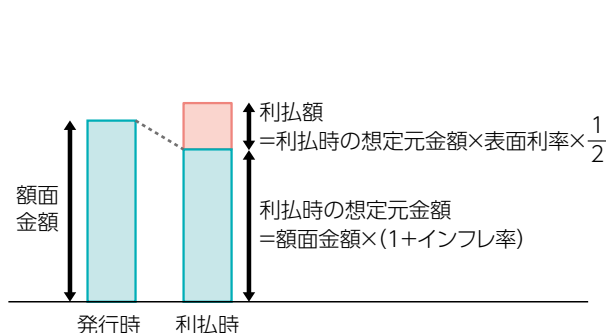 利払額
=利払時の想定元金額×表面利率×1/2
額面
金額
利払時の想定元金額
=額面金額×(1+インフレ率)
発行時
利払時